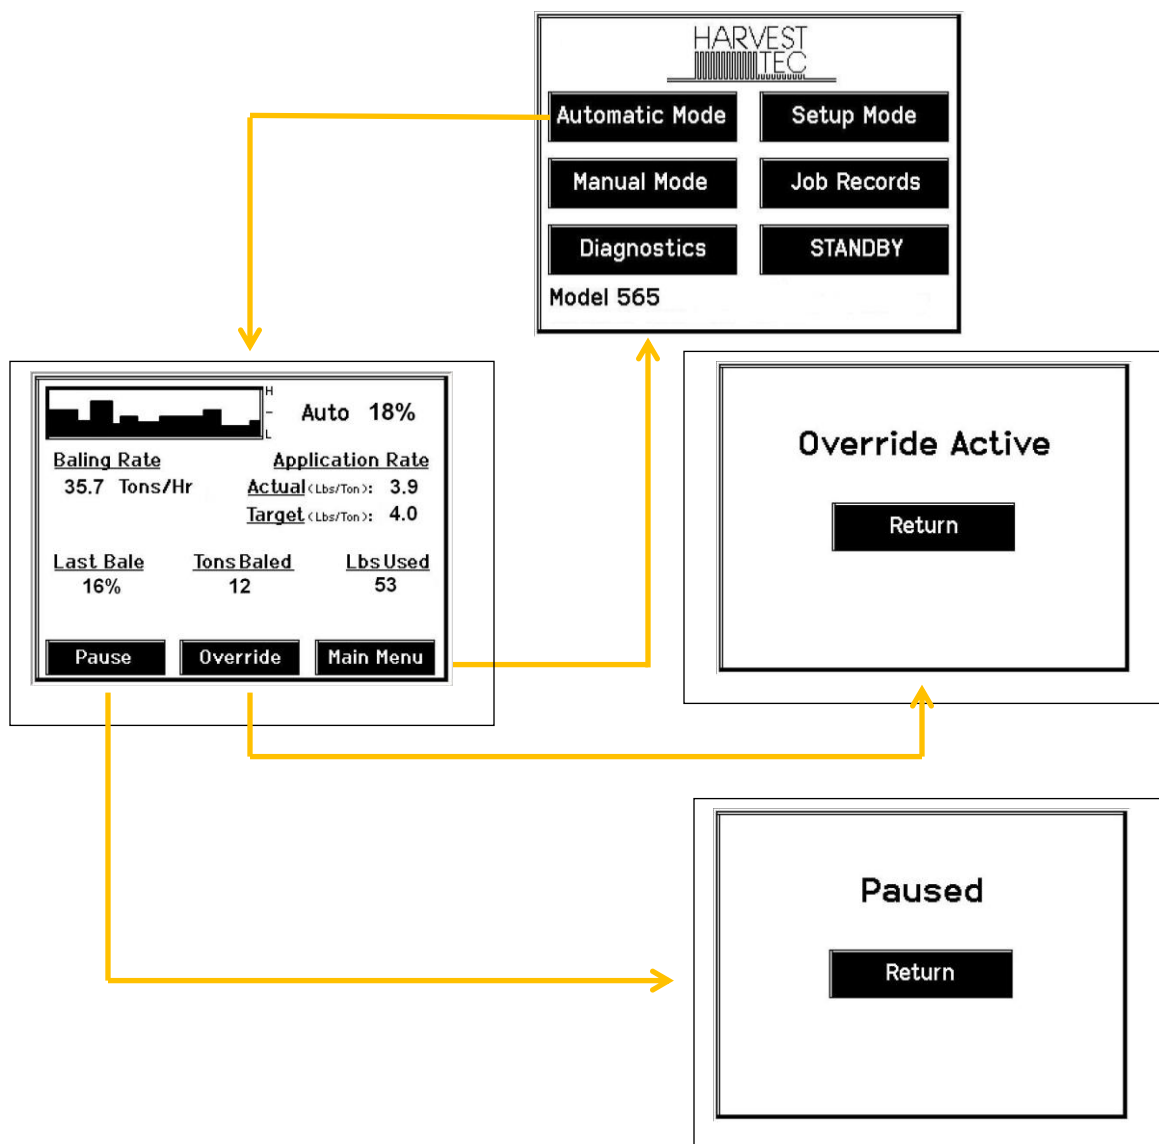 HARVEST
TEC
Automatic Mode Setup Mode
Manual Mode Job Records
Diagnostics STANDBY
Model 565
H
–
L
Auto 18%
Baling Rate Application Rate
35.7 Tons/Hr Actual (Lbs/Ton): 3.9
Target (Lbs/Ton): 4.0
Last Bale Tons Baled Lbs Used
16% 12 53
Pause Override Main Menu
Override Active
Return
Paused
Return